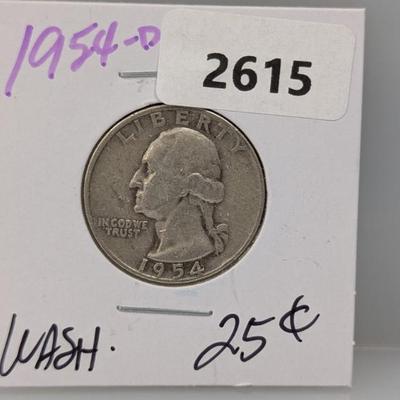 1954-D
2615
LIBERTY
IN GOD WE
TRUST
1954
WASH. 25¢